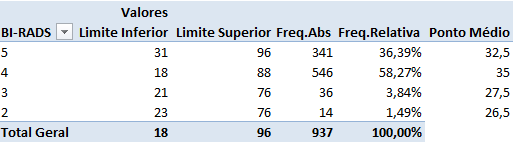 Valores
BI-RADS Limite Inferior Limite Superior Freq.Abs Freq.Relativa Ponto Médio
5 31 96 341 36,39% 32,5
4 18 88 546 58,27% 35
3 21 76 36 3,84% 27,5
2 23 76 14 1,49% 26,5
Total Geral 18 96 937 100,00%